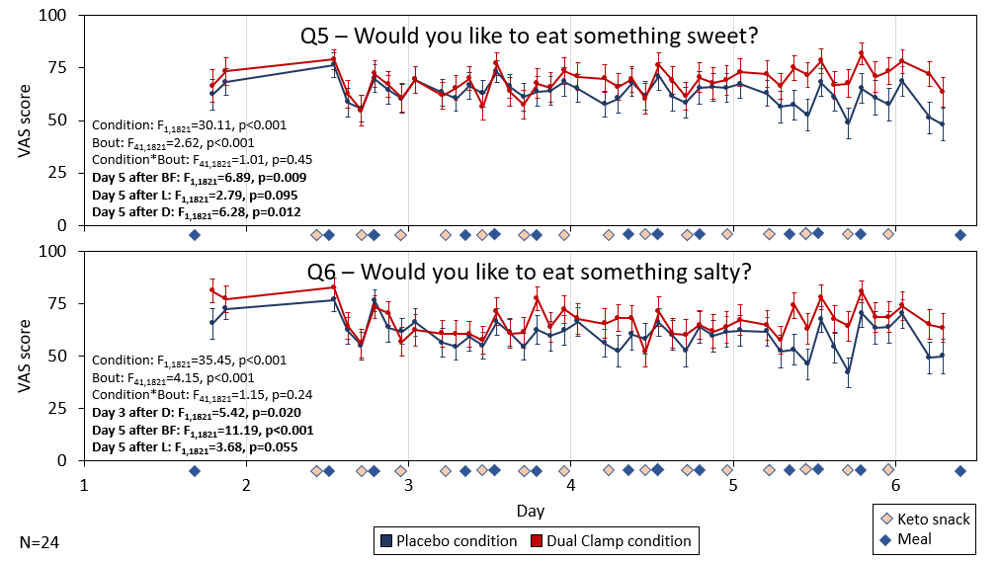 Q5 – Would you like to eat something sweet?
100
75
50
25
0
VAS score
Condition: F1,1821=30.11, p<0.001
Bout: F41,1821=2.62, p<0.001
Condition*Bout: F41,1821=1.01, p=0.45
Day 5 after BF: F1,1821=6.89, p=0.009
Day 5 after L: F1,1821=2.79, p=0.095
Day 5 after D: F1,1821=6.28, p=0.012
Q6 – Would you like to eat something salty?
100
75
50
25
0
VAS score
Condition: F1,1821=35.45, p<0.001
Bout: F41,1821=4.15, p<0.001
Condition*Bout: F41,1821=1.15, p=0.24
Day 3 after D: F1,1821=5.42, p=0.020
Day 5 after BF: F1,1821=11.19, p<0.001
Day 5 after L: F1,1821=3.68, p=0.055
1 2 3 4 5 6
Day
Keto snack
Meal
Placebo condition Dual Clamp condition
N=24